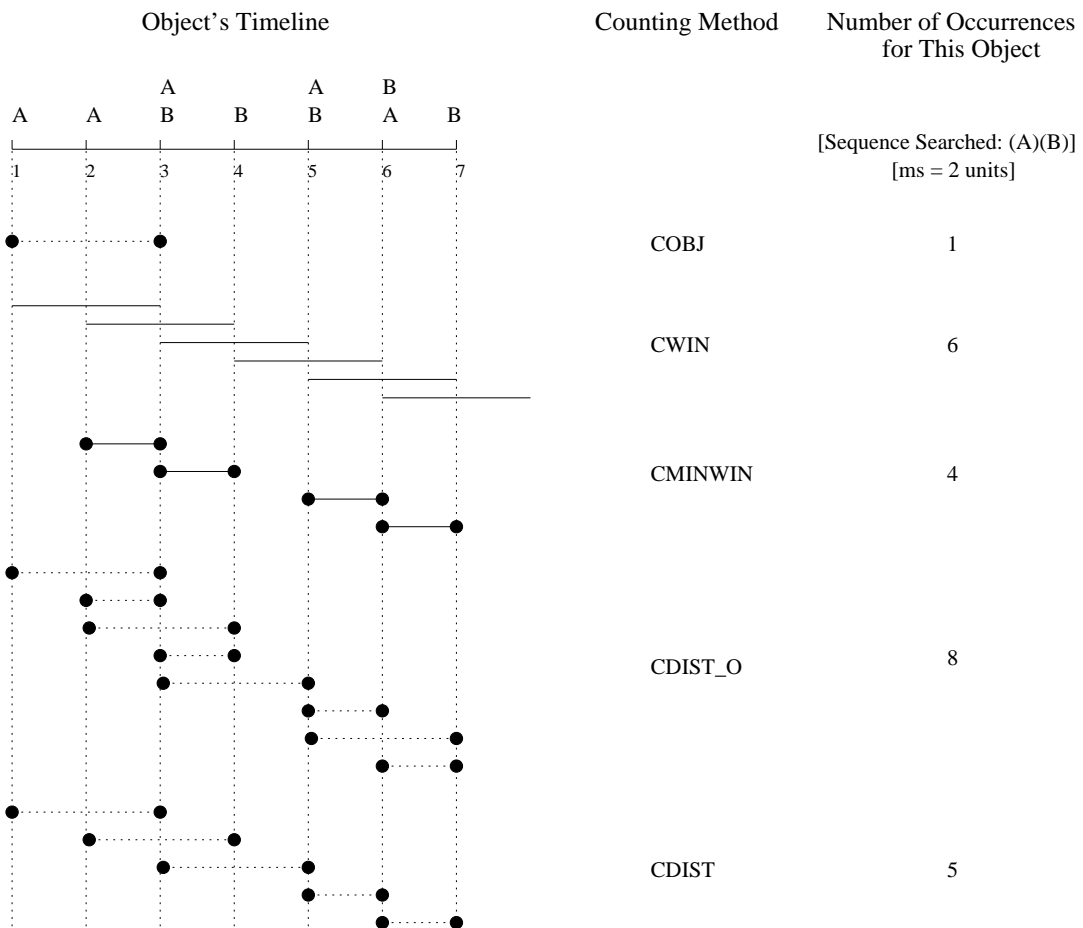 Object's Timeline Counting Method Number of Occurrences
for This Object
A A B
A A B B B A B
[Sequence Searched: (A)(B)]
1 2 3 4 5 6 7
[ms = 2 units]
COBJ 1
CWIN 6
CMINWIN 4
CDIST_O 8
CDIST 5